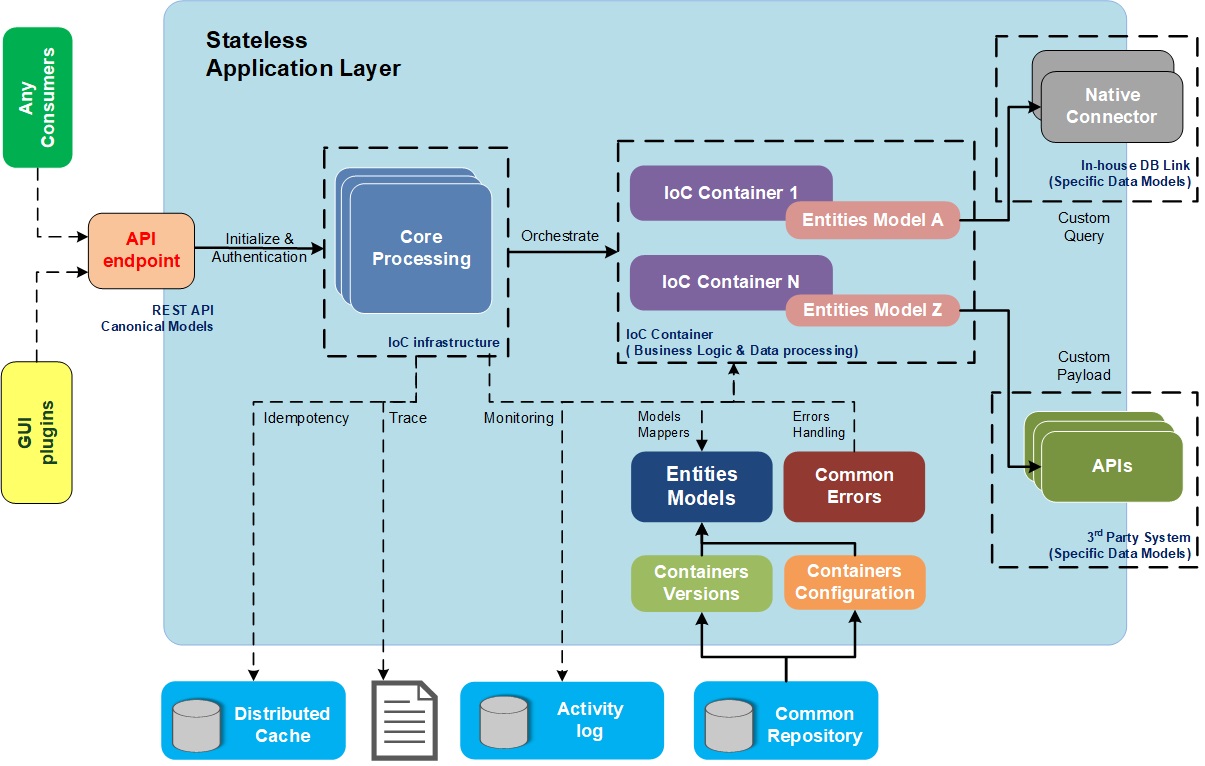 Stateless
Application Layer
Any
Consumers
API
endpoint
REST API
Canonical Models
GUI
plugins
Initialize &
Authentication
Core
Processing
IoC infrastructure
Orchestrate
IoC Container 1
Entities Model A
IoC Container N
Entities Model Z
IoC Container
( Business Logic & Data processing)
Native
Connector
In-house DB Link
(Specific Data Models)
Custom
Query
Custom
Payload
APIs
3rd Party System
(Specific Data Models)
Idempotency
Trace
Monitoring
Models
Mappers
Errors
Handling
Entities
Models
Common
Errors
Containers
Versions
Containers
Configuration
Distributed
Cache
Activity
log
Common
Repository